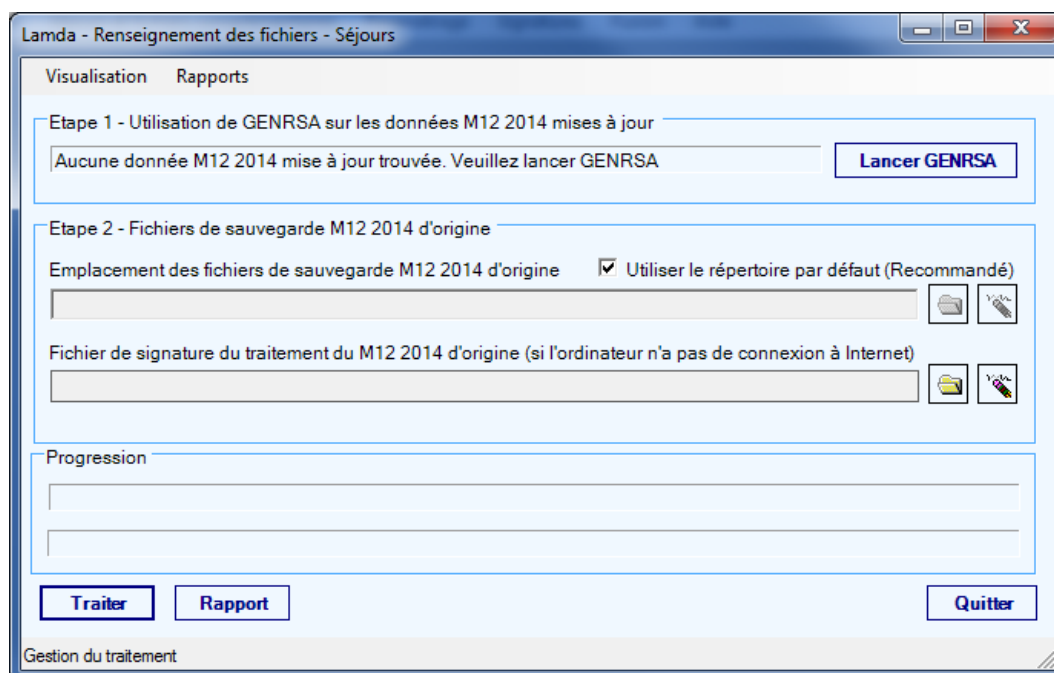 Lamda - Renseignement des fichiers - Séjours
Visualisation Rapports
Etape 1 - Utilisation de GENRSA sur les données M12 2014 mises à jour
Aucune donnée M12 2014 mise à jour trouvée. Veuillez lancer GENRSA Lancer GENRSA
Etape 2 - Fichiers de sauvegarde M12 2014 d'origine
Emplacement des fichiers de sauvegarde M12 2014 d'origine Utiliser le répertoire par défaut (Recommandé)
Fichier de signature du traitement du M12 2014 d'origine (si l'ordinateur n'a pas de connexion à Internet)
Progression
Traiter Rapport Quitter
Gestion du traitement